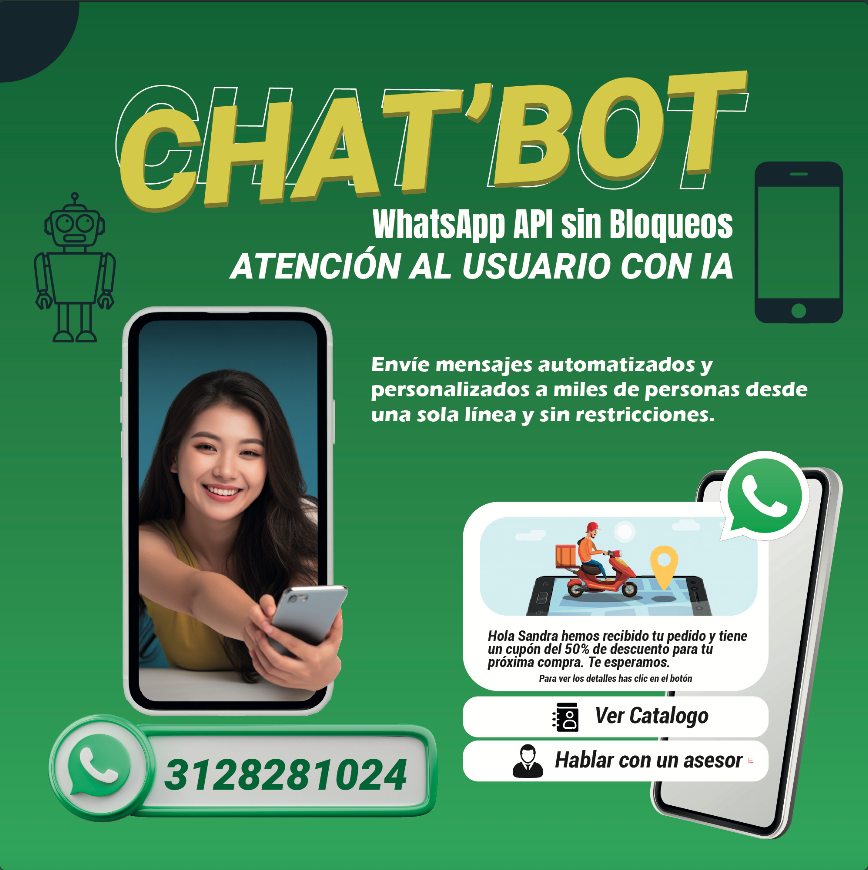 CHAT'BOT
WhatsApp API sin Bloqueos
ATENCIÓN AL USUARIO CON IA
Envíe mensajes automatizados y
personalizados a miles de personas desde
una sola línea y sin restricciones.
Hola Sandra hemos recibido tu pedido y tiene
un cupón del 50% de descuento para tu
próxima compra. Te esperamos.
Para ver los detalles has clic en el botón
Ver Catalogo
Hablar con un asesor
3128281024